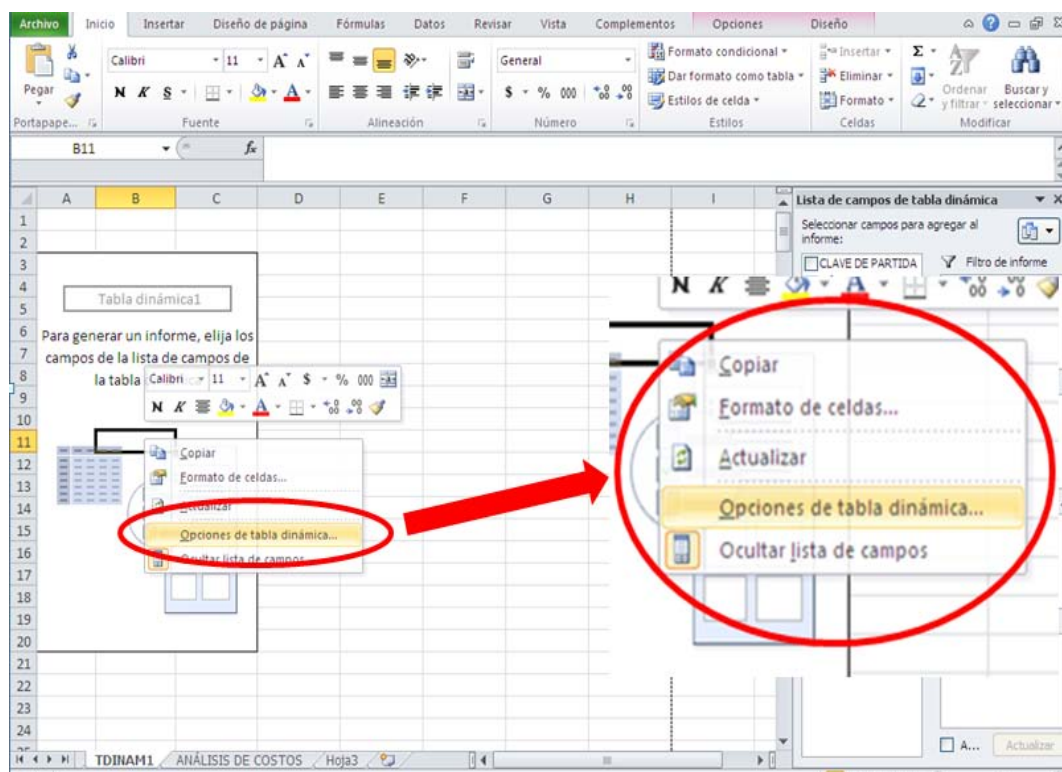 Archivo Inicio Insertar Diseño de página Fórmulas Datos Revisar Vista Complementos Opciones Diseño
Calibri 11 A A General Formato condicional Insertar Σ
Dar formato como tabla Eliminar
Pegar N K S A $ % 000 Estilos de celda Formato Ordenar y filtrar Buscar y seleccionar
Portapape... Fuente Alineación Número Estilos Celdas Modificar
B11 fx
A B C D E F G H I
Lista de campos de tabla dinámica
Seleccionar campos para agregar al
informe:
CLAVE DE PARTIDA Filtro de informe
1
2
3
4
5
6
7
8
9
10
11
12
13
14
15
16
17
18
19
20
21
22
23
24
Tabla dinámica1
Para generar un informe, elija los
campos de la lista de campos de
la tabla
Calibri 11 A A $ % 000
N K A
Copiar
Formato de celdas...
Actualizar
Opciones de tabla dinámica...
Ocultar lista de campos
N K A
Copiar
Formato de celdas...
Actualizar
Opciones de tabla dinámica...
Ocultar lista de campos
A... Actualizar
TDINAM1 ANÁLISIS DE COSTOS Hoja3